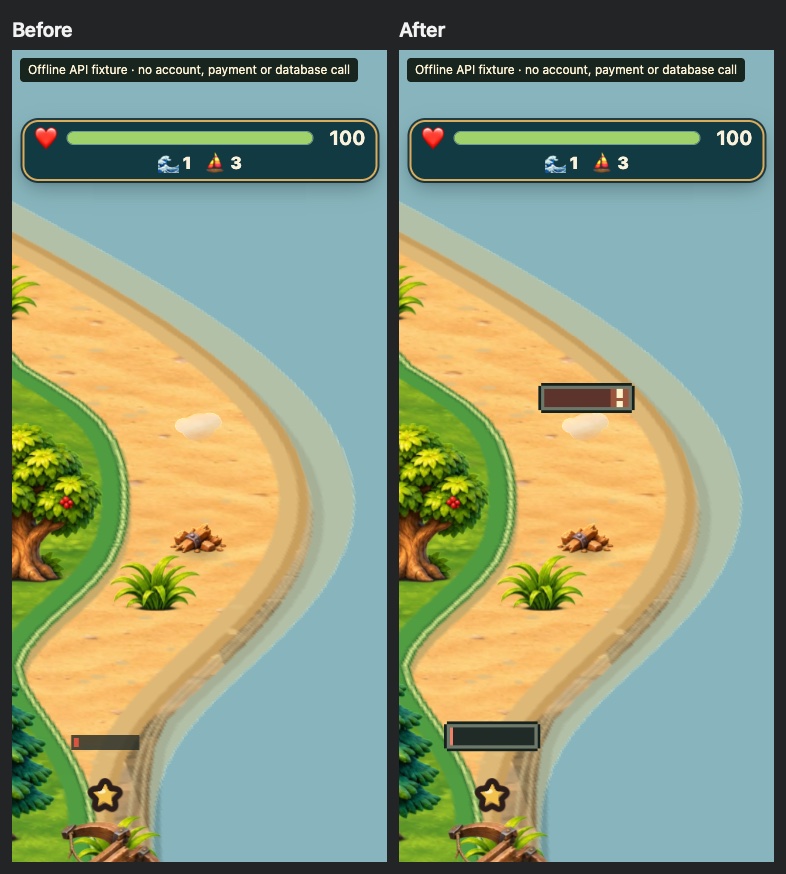 Before
After
Offline API fixture · no account, payment or database call
Offline API fixture · no account, payment or database call
100
100
1 3
1 3